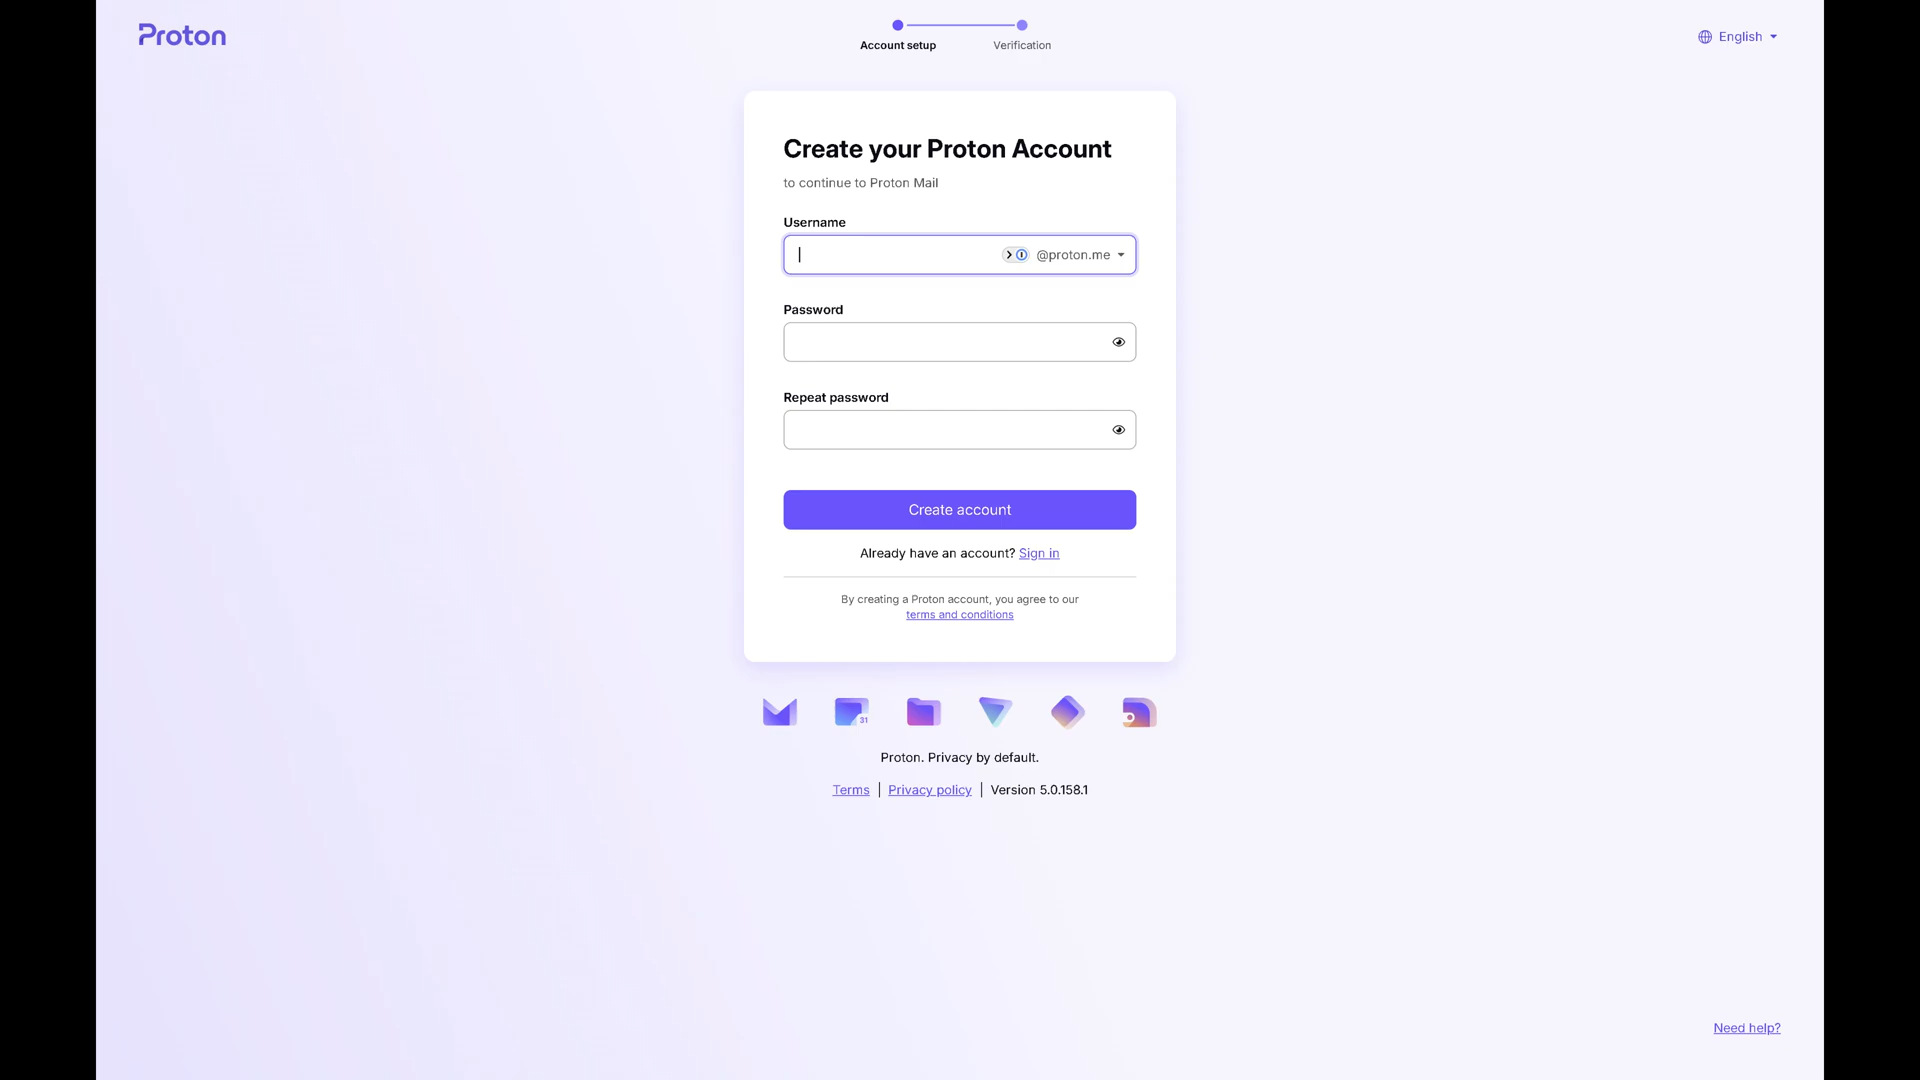 Proton
Account setup
Verification
English
Create your Proton Account
to continue to Proton Mail
Username
@proton.me
Password
Repeat password
Create account
Already have an account? Sign in
By creating a Proton account, you agree to our
terms and conditions
31
Proton. Privacy by default.
Terms | Privacy policy | Version 5.0.158.1
Need help?